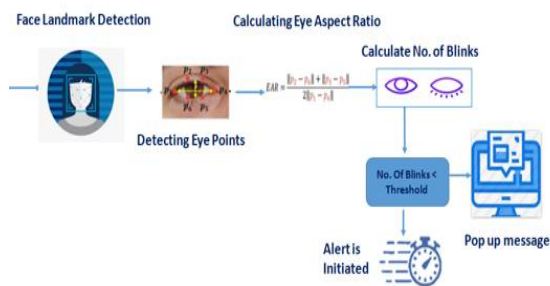 Face Landmark Detection
Calculating Eye Aspect Ratio
Calculate No. of Blinks
Detecting Eye Points
EAR =
No. Of Blinks <
Threshold
Alert is
Initiated
Pop up message